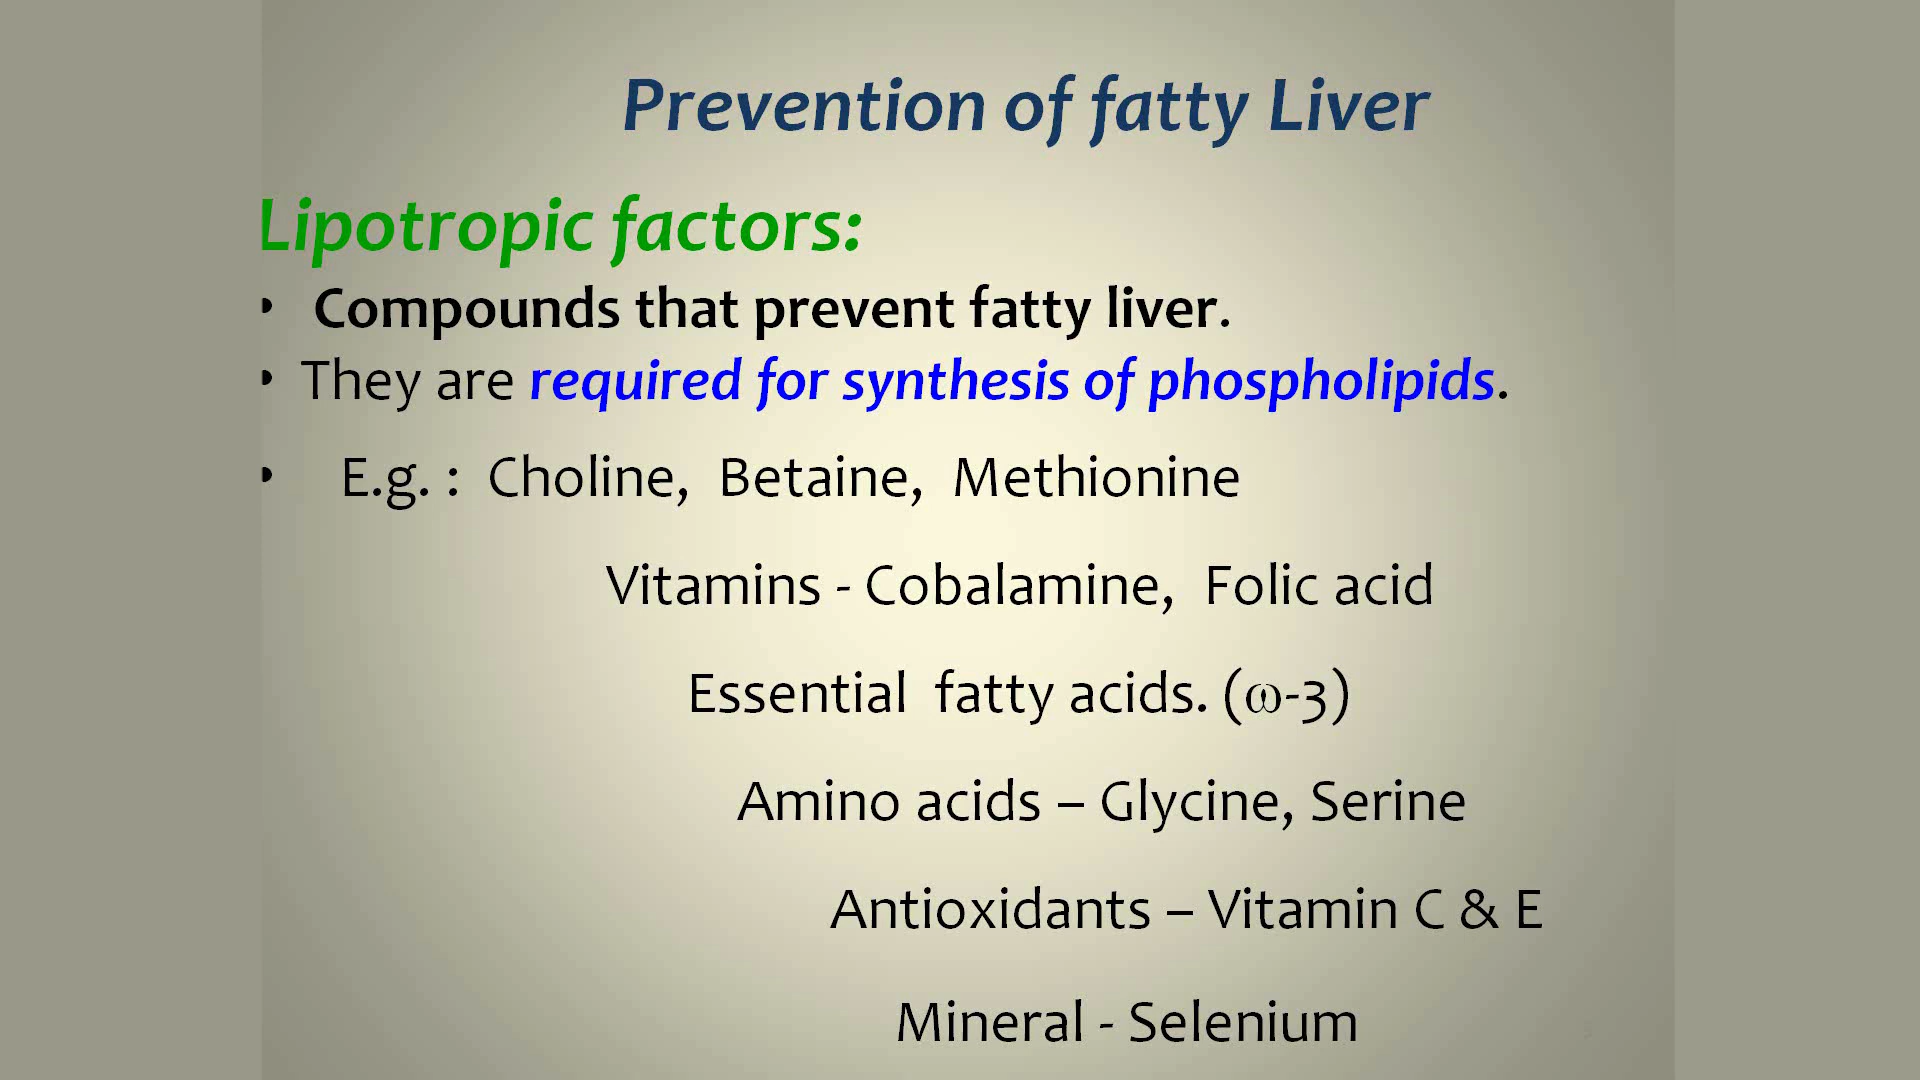 Prevention of fatty Liver
Lipotropic factors:
• Compounds that prevent fatty liver.
• They are required for synthesis of phospholipids.
• E.g. : Choline, Betaine, Methionine
Vitamins - Cobalamine, Folic acid
Essential fatty acids. (ω-3)
Amino acids – Glycine, Serine
Antioxidants – Vitamin C & E
Mineral - Selenium